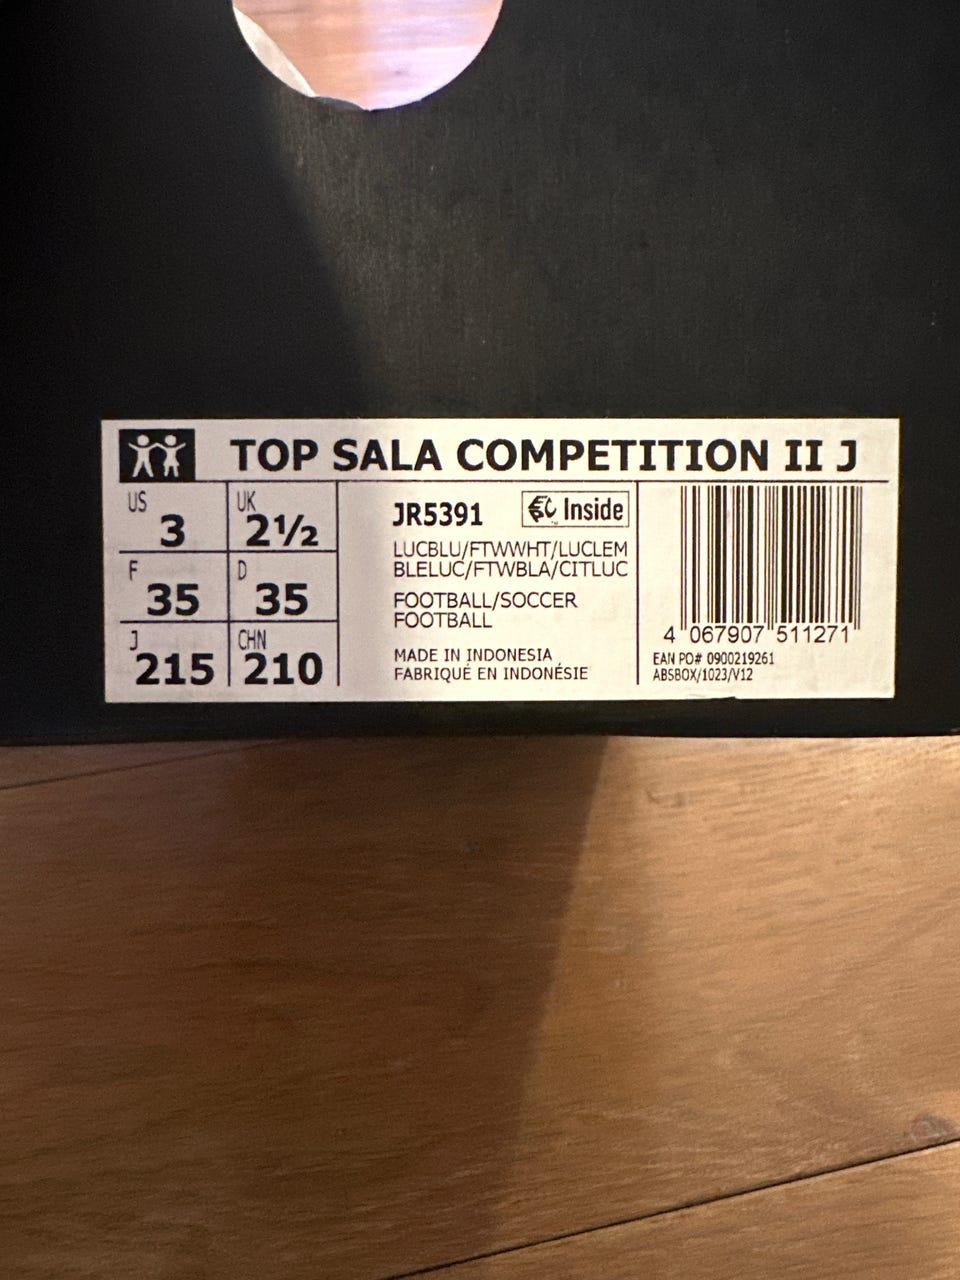 TOP SALA COMPETITION II J
US 3
UK 2½
F 35
D 35
J 215
CHN 210
JR5391
Inside
LUCBLU/FTWWHT/LUCLEM
BLELUC/FTWBLA/CITLUC
FOOTBALL/SOCCER
FOOTBALL
MADE IN INDONESIA
FABRIQUÉ EN INDONÉSIE
4 067907 511271
EAN PO# 0900219261
ABSBOX/1023/V12